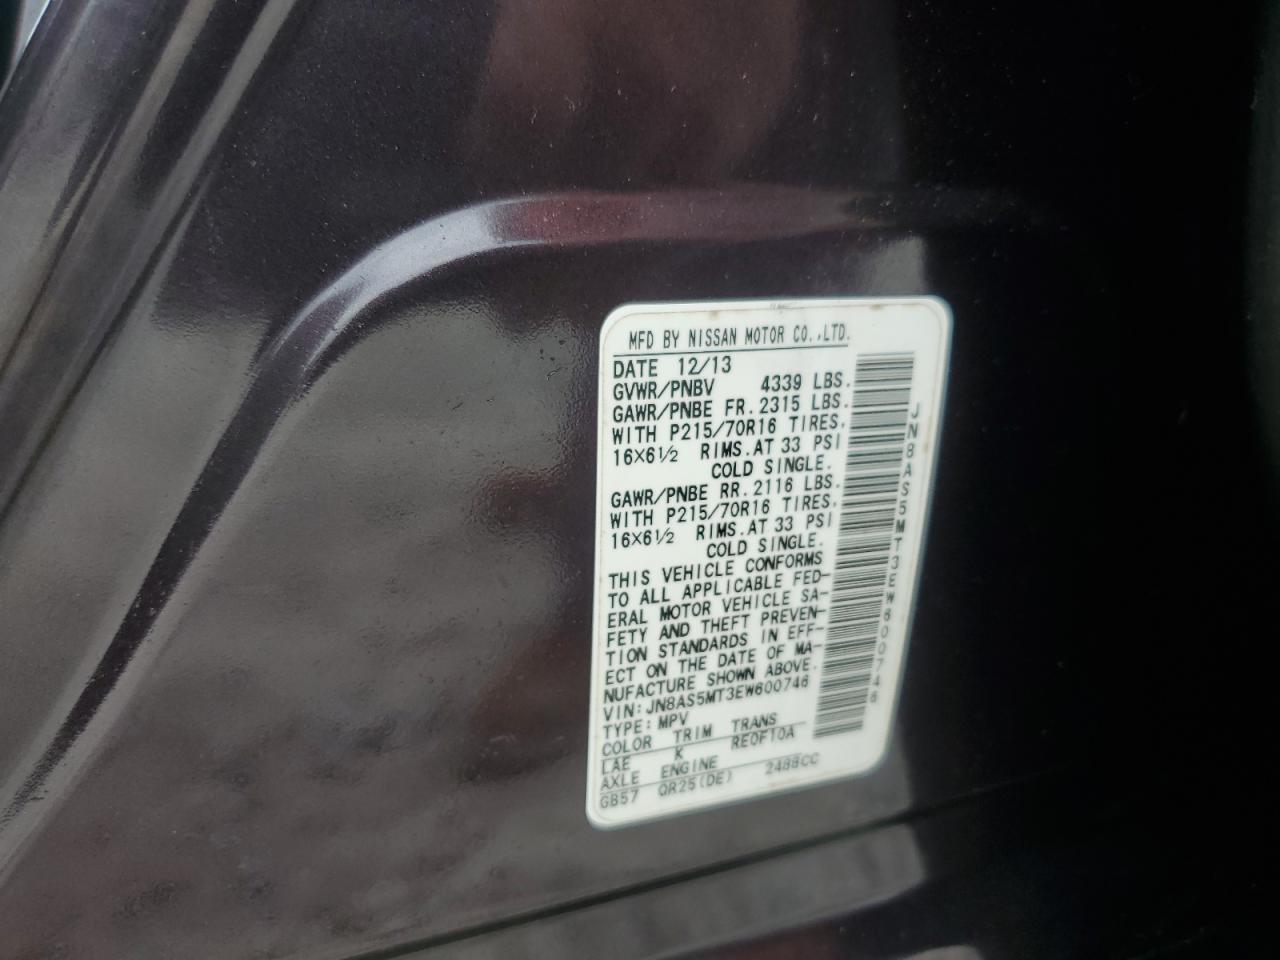 MFD BY NISSAN MOTOR CO.,LTD.
DATE 12/13
GVWR/PNBV 4339 LBS.
GAWR/PNBE FR. 2315 LBS.
WITH P215/70R16 TIRES.
16×6½ RIMS. AT 33 PSI
COLD SINGLE.
GAWR/PNBE RR. 2116 LBS.
WITH P215/70R16 TIRES.
16×6½ RIMS. AT 33 PSI
COLD SINGLE.
THIS VEHICLE CONFORMS
TO ALL APPLICABLE FED-
ERAL MOTOR VEHICLE SA-
FETY AND THEFT PREVEN-
TION STANDARDS IN EFF-
ECT ON THE DATE OF MA-
NUFACTURE SHOWN ABOVE.
VIN: JN8AS5MT3EW600746
TYPE: MPV
COLOR TRIM TRANS
LAE K RE0F10A
AXLE ENGINE
GB57 QR25(DE) 2488CC
JN8AS5MT3EW600746